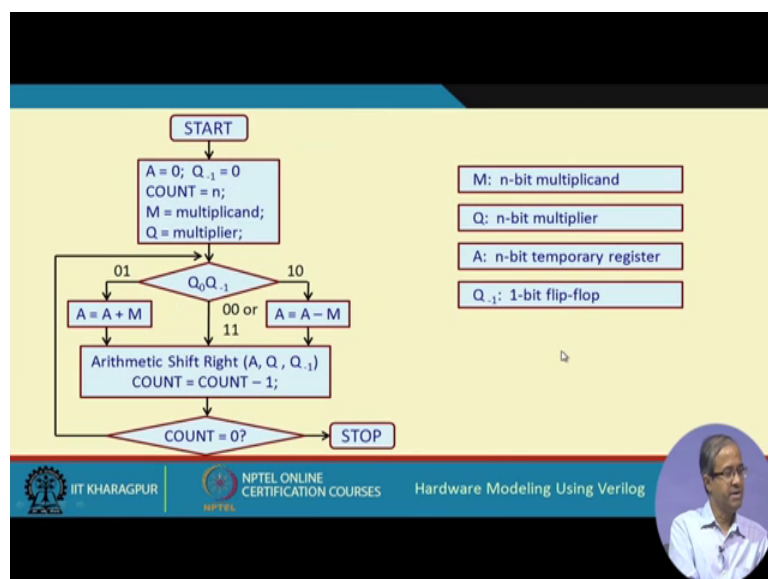 START
A = 0; Q -1 = 0
COUNT = n;
M = multiplicand;
Q = multiplier;
01
Q0Q -1
10
A = A + M
00 or
11
A = A – M
Arithmetic Shift Right (A, Q , Q -1)
COUNT = COUNT – 1;
COUNT = 0?
STOP
M: n-bit multiplicand
Q: n-bit multiplier
A: n-bit temporary register
Q -1: 1-bit flip-flop
IIT KHARAGPUR
NPTEL
NPTEL ONLINE
CERTIFICATION COURSES
Hardware Modeling Using Verilog